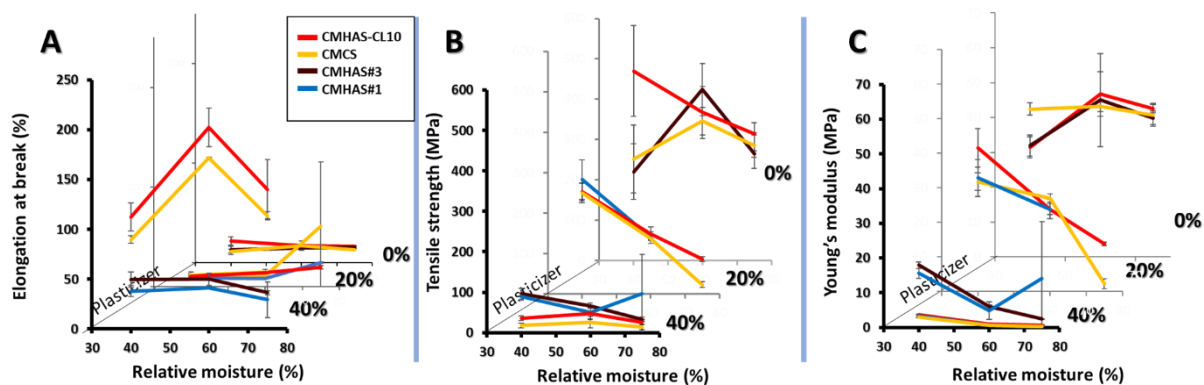 A
CMHAS-CL10
CMCS
CMHAS#3
CMHAS#1
Elongation at break (%)
250
200
150
100
50
0
30 40 50 60 70 80
Relative moisture (%)
Plasticizer
0%
20%
40%
B
Tensile strength (MPa)
600
500
400
300
200
100
0
30 40 50 60 70 80
Relative moisture (%)
Plasticizer
0%
20%
40%
C
Young's modulus (MPa)
70
60
50
40
30
20
10
0
30 40 50 60 70 80
Relative moisture (%)
Plasticizer
0%
20%
40%